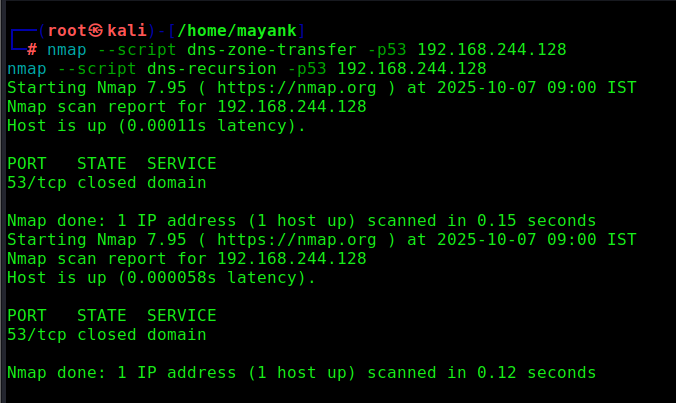 ┌──(root㉿kali)-[/home/mayank]
└─# nmap --script dns-zone-transfer -p53 192.168.244.128
nmap --script dns-recursion -p53 192.168.244.128
Starting Nmap 7.95 ( https://nmap.org ) at 2025-10-07 09:00 IST
Nmap scan report for 192.168.244.128
Host is up (0.00011s latency).

PORT   STATE  SERVICE
53/tcp closed domain

Nmap done: 1 IP address (1 host up) scanned in 0.15 seconds
Starting Nmap 7.95 ( https://nmap.org ) at 2025-10-07 09:00 IST
Nmap scan report for 192.168.244.128
Host is up (0.000058s latency).

PORT   STATE  SERVICE
53/tcp closed domain

Nmap done: 1 IP address (1 host up) scanned in 0.12 seconds